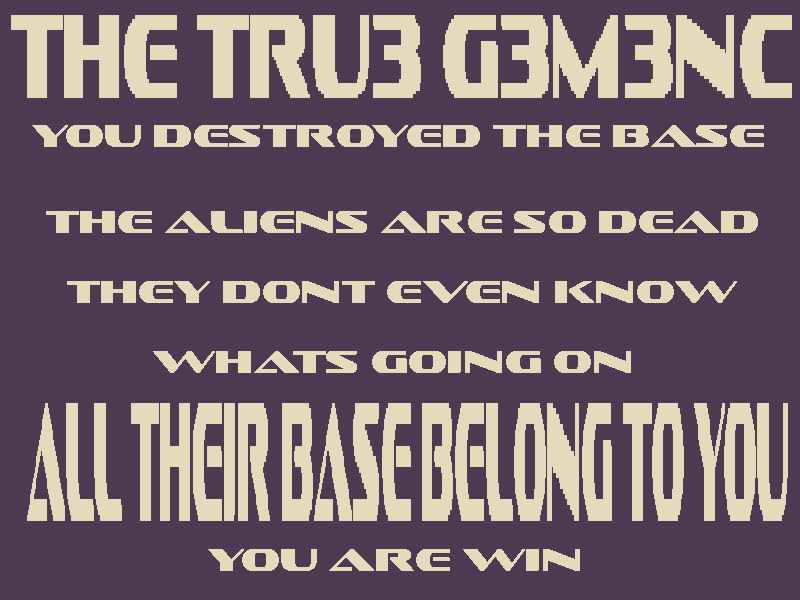 THE TRU3 G3M3NC
YOU DESTROYED THE BASE
THE ALIENS ARE SO DEAD
THEY DONT EVEN KNOW
WHATS GOING ON
ALL THEIR BASE BELONG TO YOU
YOU ARE WIN